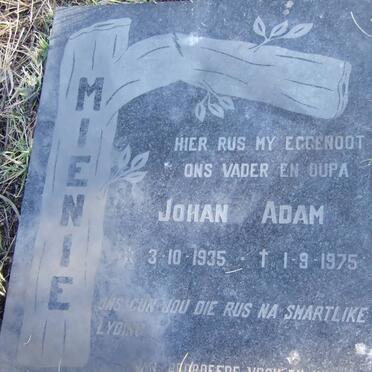 MIENIE
HIER RUS MY EGGENOOT
ONS VADER EN OUPA
JOHAN ADAM
3-10-1935 - † 1-9-1975
ONS GUN JOU DIE RUS NA SMARTLIKE